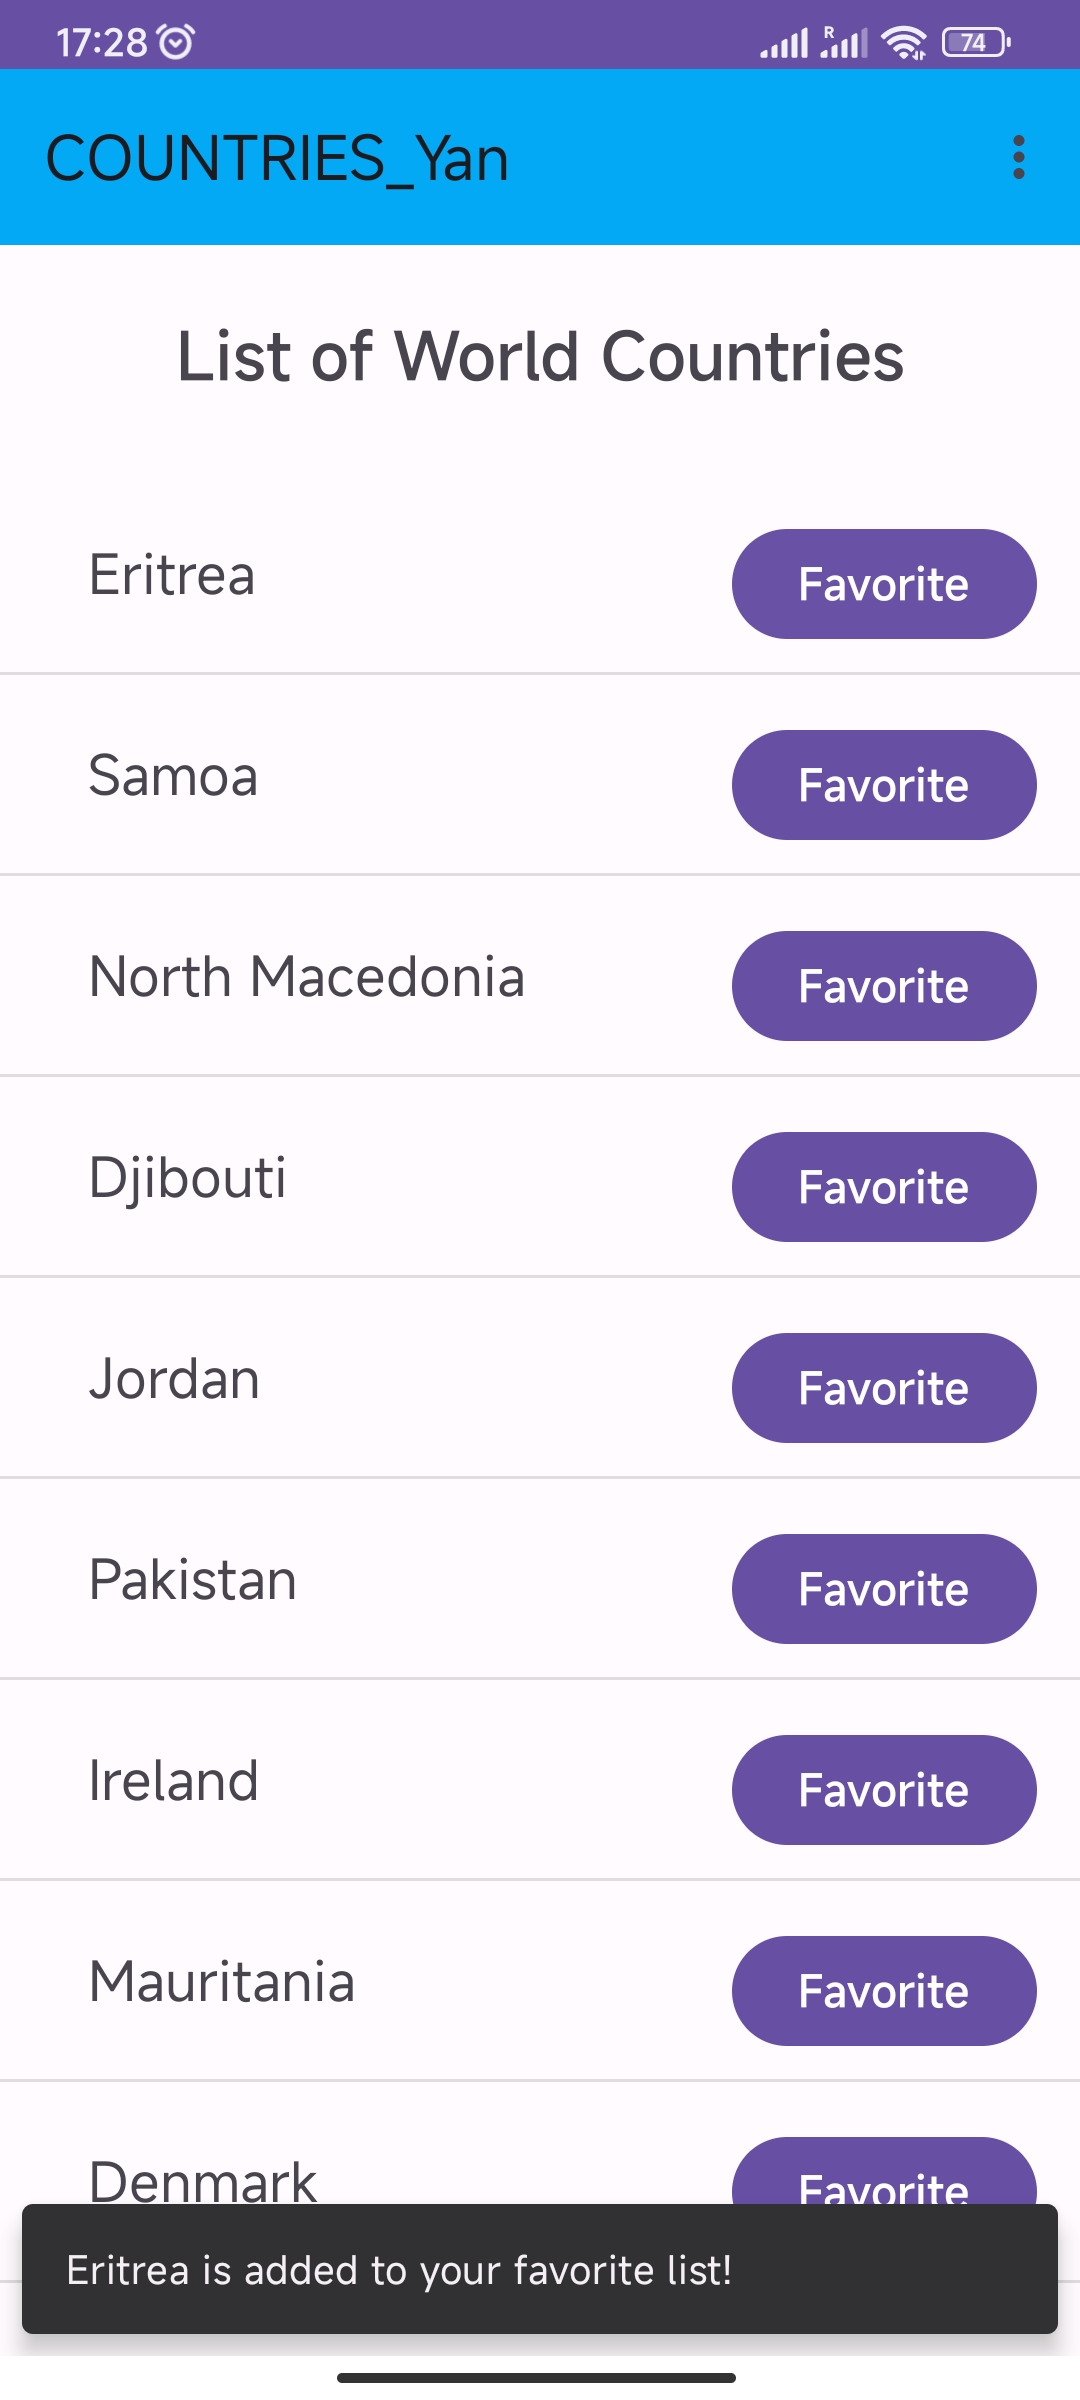 17:28
R
74
COUNTRIES_Yan
List of World Countries
Eritrea Favorite
Samoa Favorite
North Macedonia Favorite
Djibouti Favorite
Jordan Favorite
Pakistan Favorite
Ireland Favorite
Mauritania Favorite
Denmark Favorite
Eritrea is added to your favorite list!